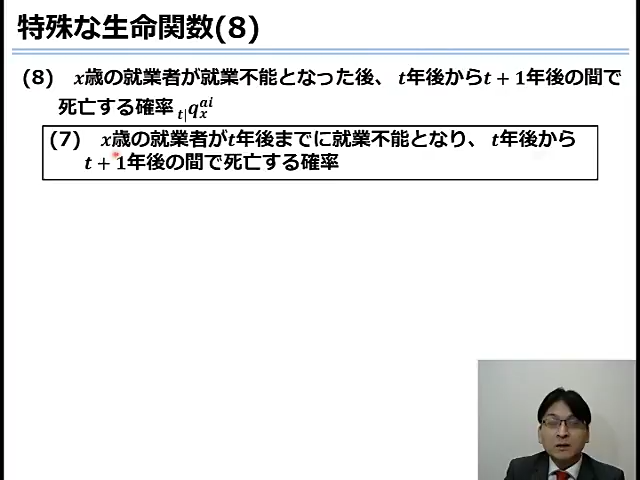 特殊な生命関数(8)
(8) x歳の就業者が就業不能となった後、t年後からt + 1年後の間で
死亡する確率 t|q_x^{ai}
(7) x歳の就業者がt年後までに就業不能となり、t年後から
t + 1年後の間で死亡する確率